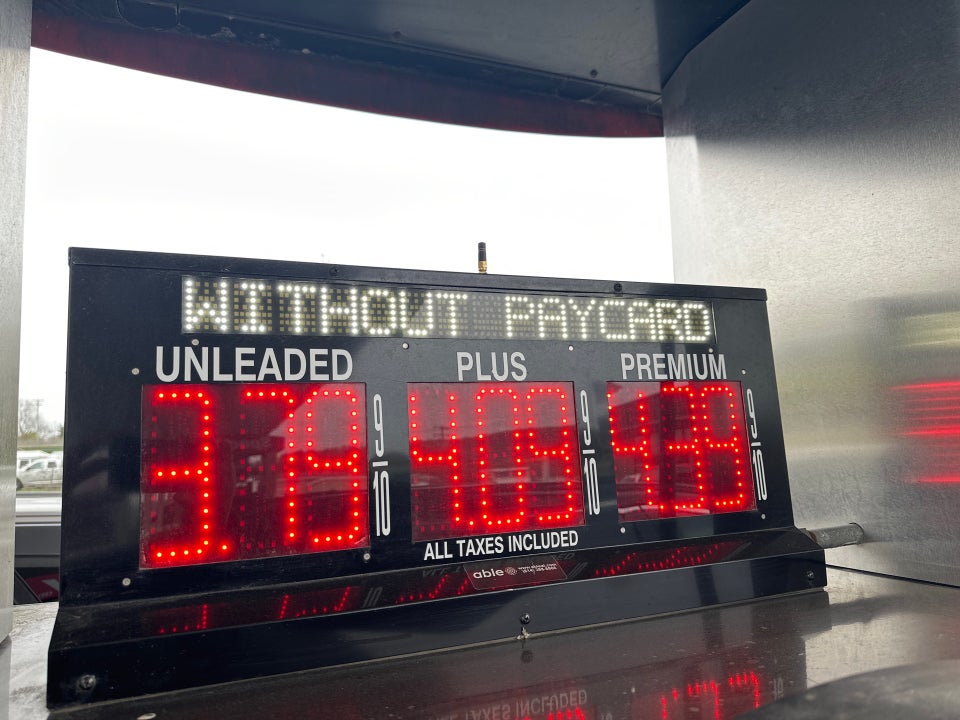 WITHOUT PAYCARD
UNLEADED PLUS PREMIUM
3.79 9/10 4.09 9/10 4.39 9/10
ALL TAXES INCLUDED
able